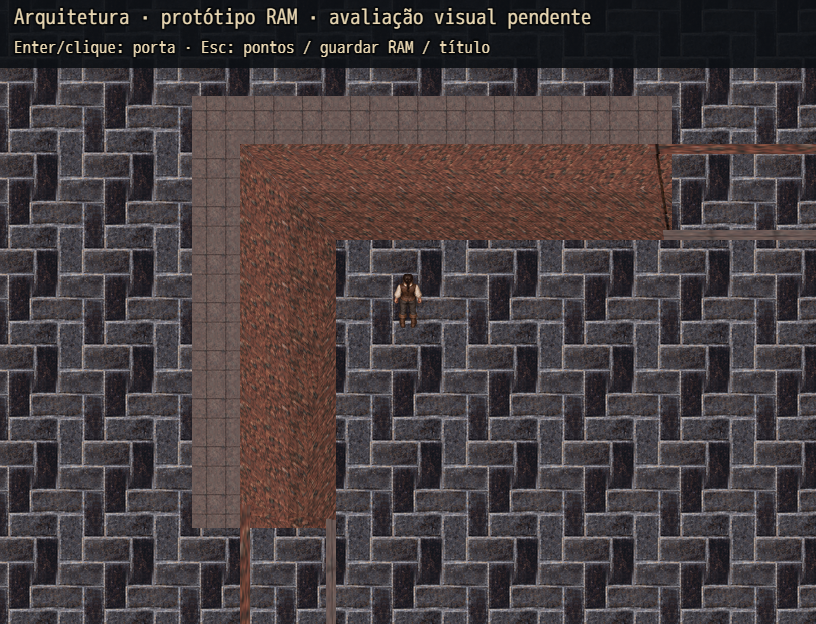 Arquitetura · protótipo RAM · avaliação visual pendente
Enter/clique: porta · Esc: pontos / guardar RAM / título